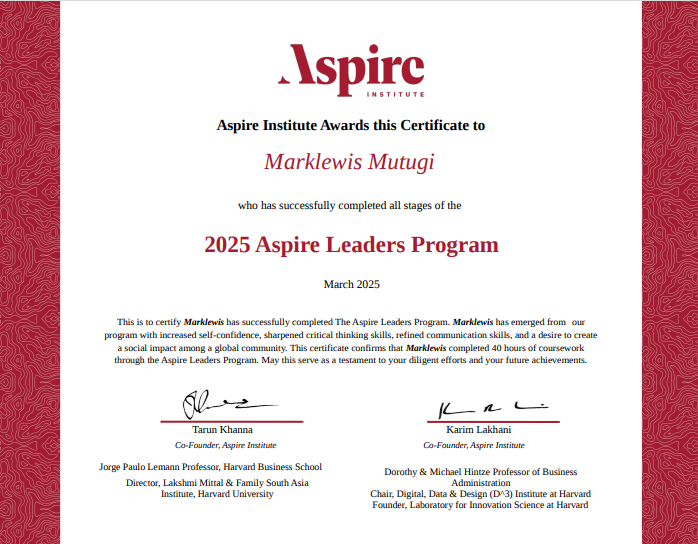 Aspire
INSTITUTE
Aspire Institute Awards this Certificate to
Marklewis Mutugi
who has successfully completed all stages of the
2025 Aspire Leaders Program
March 2025
This is to certify Marklewis has successfully completed The Aspire Leaders Program. Marklewis has emerged from our
program with increased self-confidence, sharpened critical thinking skills, refined communication skills, and a desire to create
a social impact among a global community. This certificate confirms that Marklewis completed 40 hours of coursework
through the Aspire Leaders Program. May this serve as a testament to your diligent efforts and your future achievements.
Tarun Khanna
Co-Founder, Aspire Institute
Jorge Paulo Lemann Professor, Harvard Business School
Director, Lakshmi Mittal & Family South Asia
Institute, Harvard University
Karim Lakhani
Co-Founder, Aspire Institute
Dorothy & Michael Hintze Professor of Business
Administration
Chair, Digital, Data & Design (D^3) Institute at Harvard
Founder, Laboratory for Innovation Science at Harvard